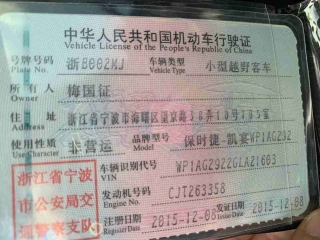 中华人民共和国机动车行驶证
Vehicle License of the People's Republic of China
号牌号码 浙B002MJ 车辆类型 小型越野客车
Plate No. Vehicle Type
所有人 梅国征
Owner
住址 浙江省宁波市海曙区
Address
使用性质 非营运 品牌型号 保时捷-凯宴WP1AG292
Use Character Model
车辆识别代号 WP1AG2922GLA21603
VIN
浙江省宁波
市公安局交
通警察支队
发动机号码 CJT263358
Engine No.
注册日期 2015-12-08 发证日期 2015-12-08
Register Date Issue Date